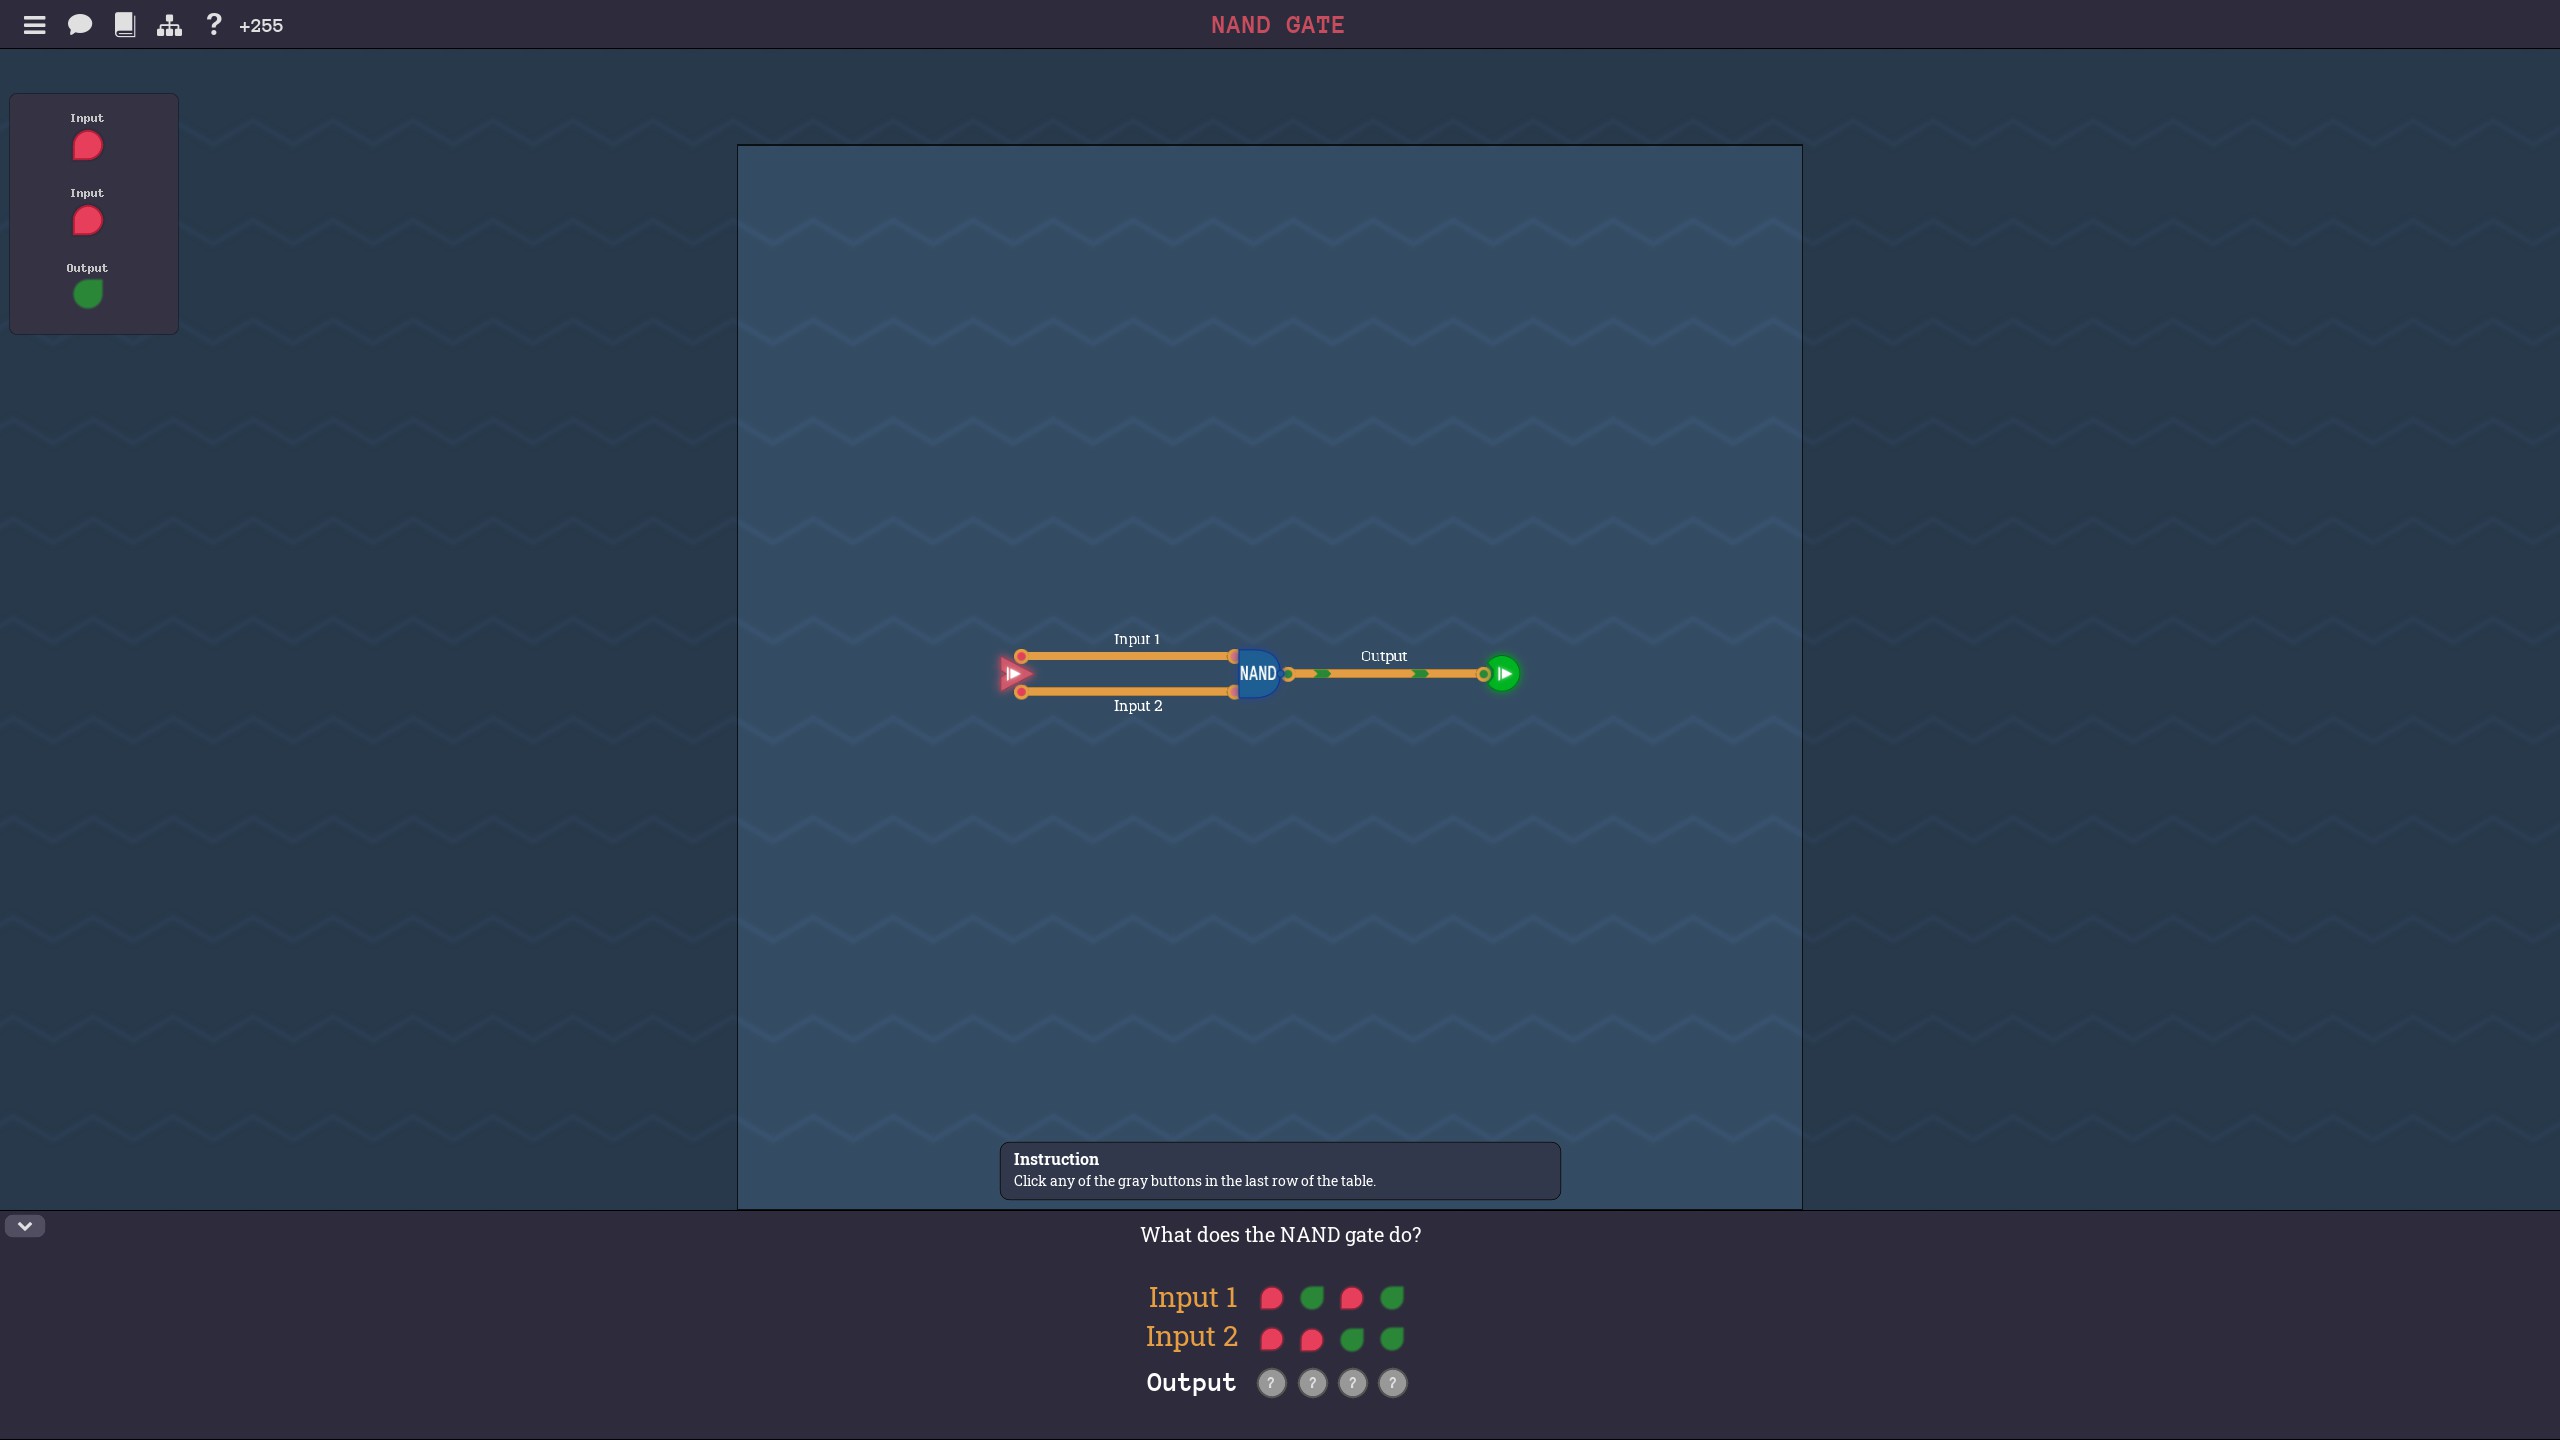 ? +255
NAND GATE
Input
Input
Output
Input 1
NAND
Output
Input 2
Instruction
Click any of the gray buttons in the last row of the table.
What does the NAND gate do?
Input 1
Input 2
Output ? ? ? ?